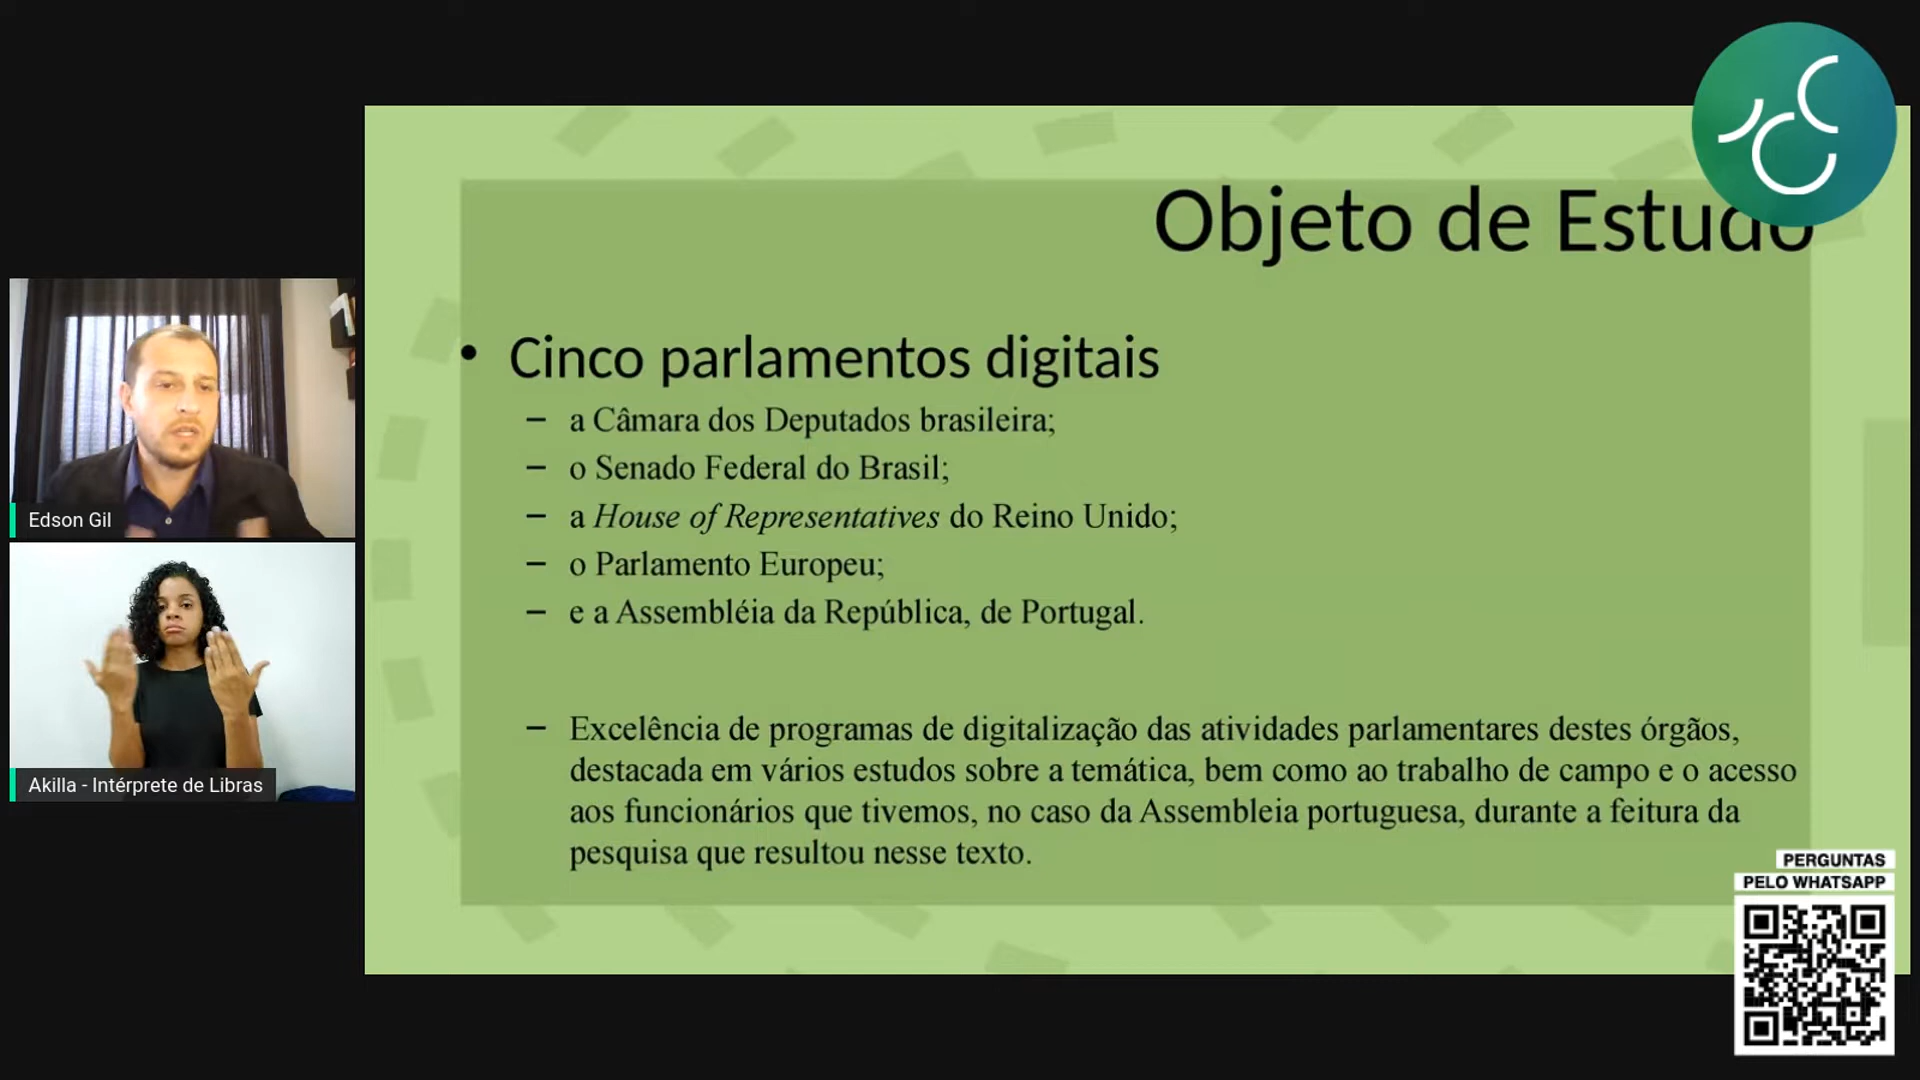 Objeto de Estudo
• Cinco parlamentos digitais
– a Câmara dos Deputados brasileira;
– o Senado Federal do Brasil;
– a House of Representatives do Reino Unido;
– o Parlamento Europeu;
– e a Assembléia da República, de Portugal.
– Excelência de programas de digitalização das atividades parlamentares destes órgãos,
destacada em vários estudos sobre a temática, bem como ao trabalho de campo e o acesso
aos funcionários que tivemos, no caso da Assembleia portuguesa, durante a feitura da
pesquisa que resultou nesse texto.
Edson Gil
Akilla - Intérprete de Libras
PERGUNTAS
PELO WHATSAPP